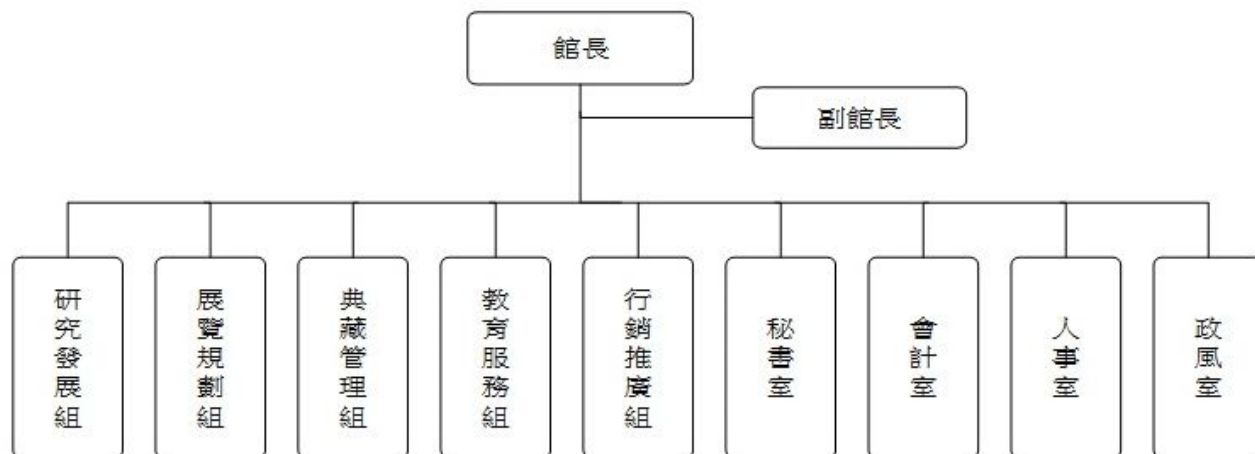 館長
副館長
研究發展組
展覽規劃組
典藏管理組
教育服務組
行銷推廣組
秘書室
會計室
人事室
政風室